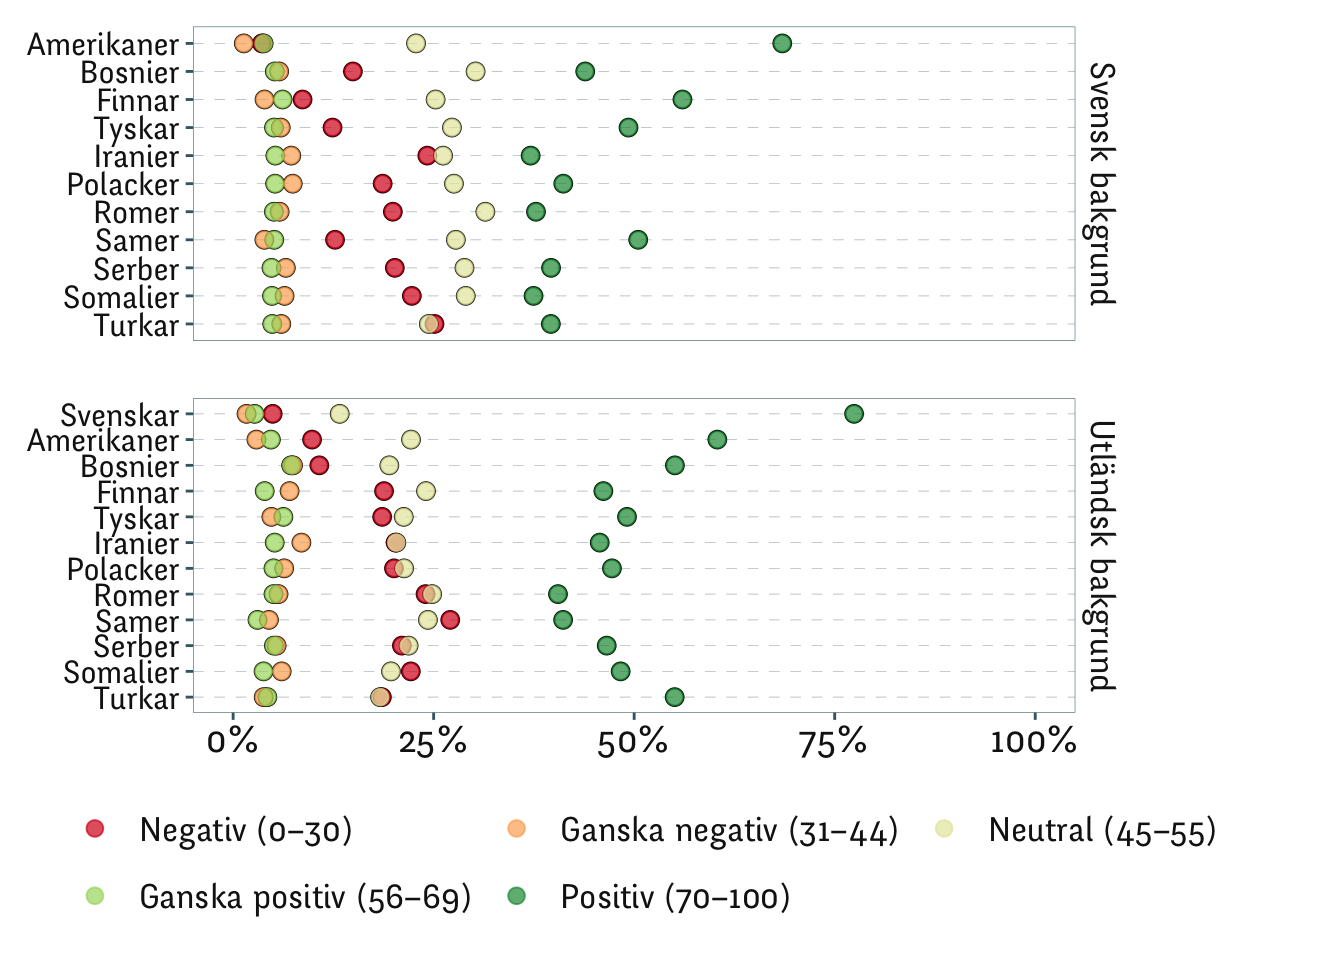 Amerikaner
Bosnier
Finnar
Tyskar
Iranier
Polacker
Romer
Samer
Serber
Somalier
Turkar
Svensk bakgrund
Svenskar
Amerikaner
Bosnier
Finnar
Tyskar
Iranier
Polacker
Romer
Samer
Serber
Somalier
Turkar
Utländsk bakgrund
0% 25% 50% 75% 100%
Negativ (0–30) Ganska negativ (31–44) Neutral (45–55)
Ganska positiv (56–69) Positiv (70–100)